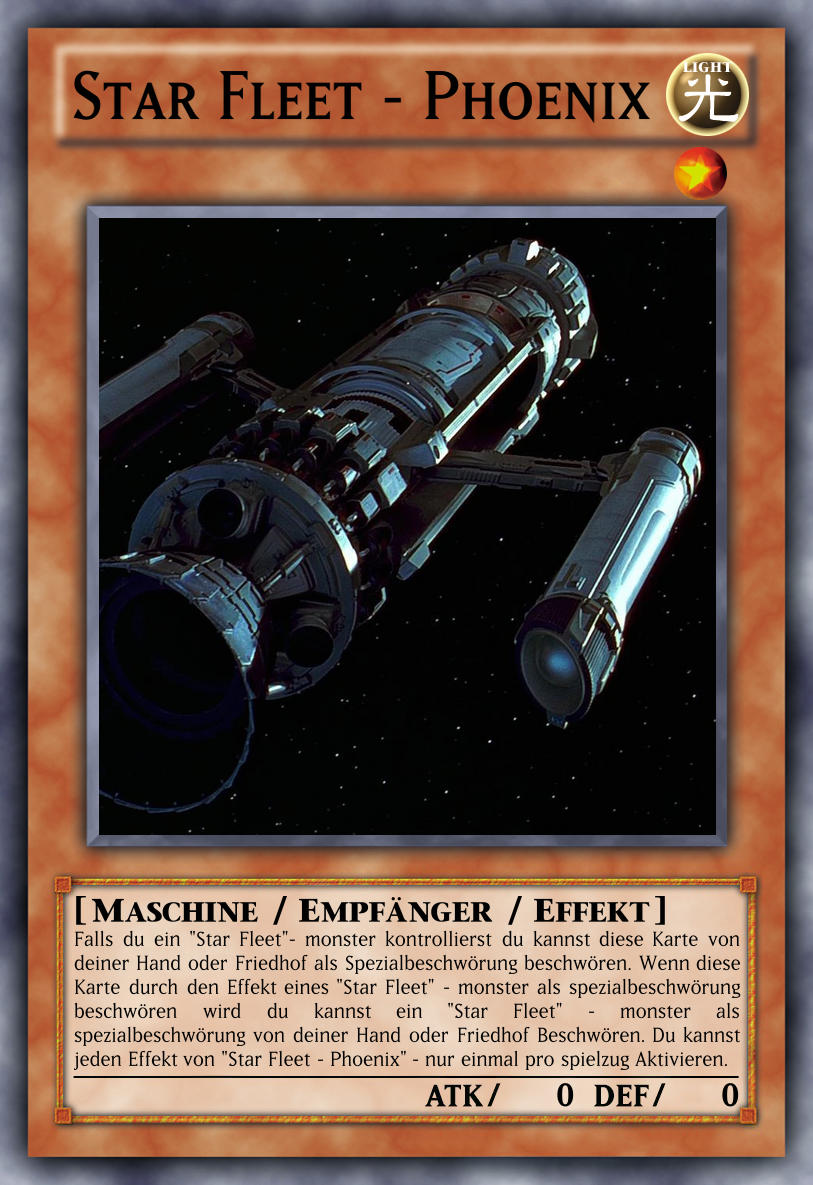 Star Fleet - Phoenix
LIGHT
光
[ Maschine / Empfänger / Effekt ]
Falls du ein "Star Fleet"- monster kontrollierst du kannst diese Karte von
deiner Hand oder Friedhof als Spezialbeschwörung beschwören. Wenn diese
Karte durch den Effekt eines "Star Fleet" - monster als spezialbeschwörung
beschwören wird du kannst ein "Star Fleet" - monster als
spezialbeschwörung von deiner Hand oder Friedhof Beschwören. Du kannst
jeden Effekt von "Star Fleet - Phoenix" - nur einmal pro spielzug Aktivieren.
ATK/ 0 DEF/ 0